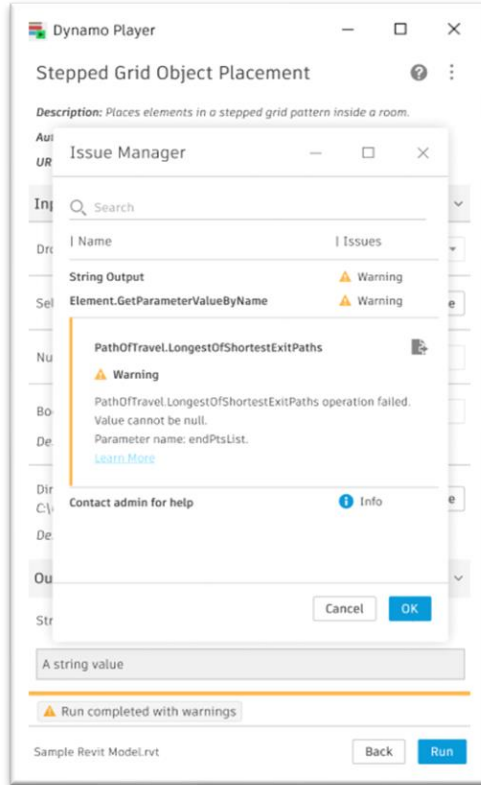 Dynamo Player
Stepped Grid Object Placement
Description: Places elements in a stepped grid pattern inside a room.
Issue Manager
Search
Name
Issues
String Output
Warning
Element.GetParameterValueByName
Warning
PathOfTravel.LongestOfShortestExitPaths
Warning
PathOfTravel.LongestOfShortestExitPaths operation failed.
Value cannot be null.
Parameter name: endPtsList.
Learn More
Contact admin for help
Info
Cancel
OK
A string value
Run completed with warnings
Sample Revit Model.rvt
Back
Run